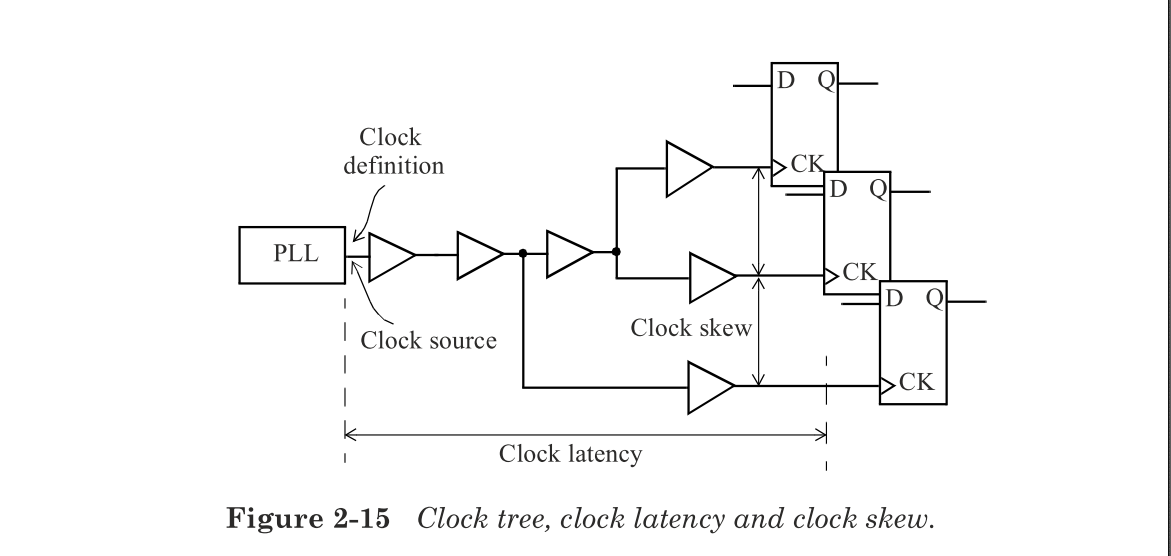 D Q
Clock
definition
CK
D Q
PLL
CK
D Q
Clock skew
Clock source
CK
Clock latency
Figure 2-15 Clock tree, clock latency and clock skew.